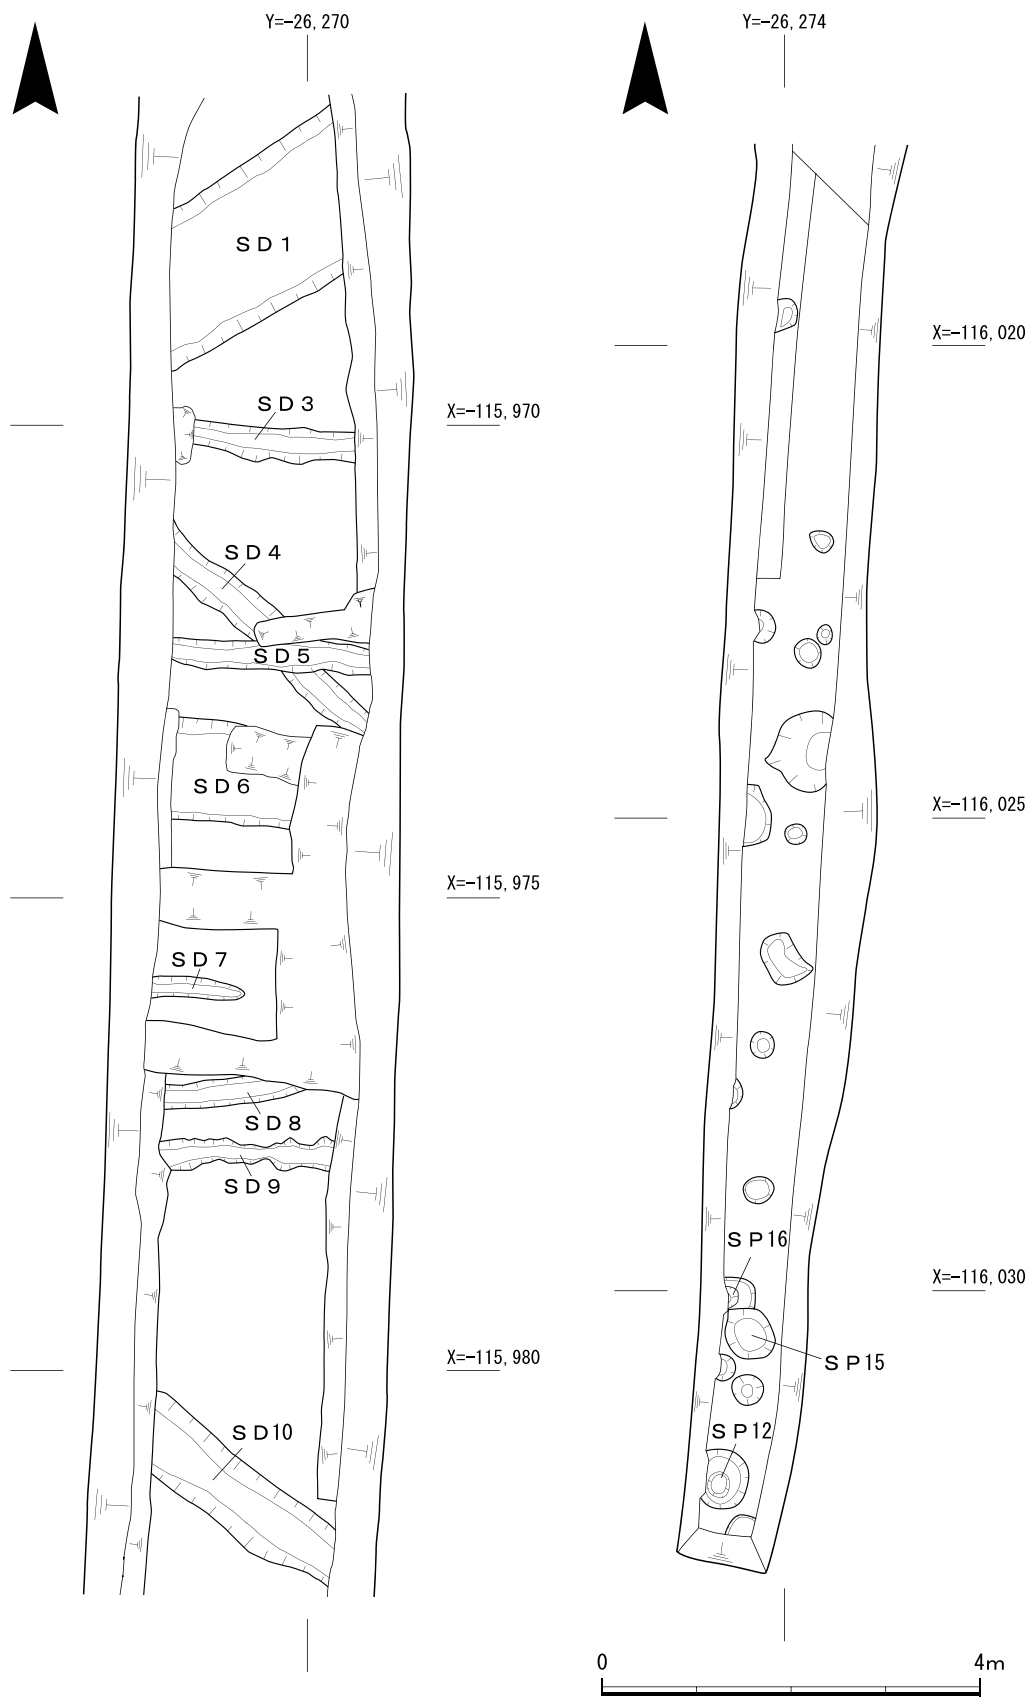 Y=-26,270
SD1
SD3
X=-115,970
SD4
SD5
SD6
X=-115,975
SD7
SD8
SD9
X=-115,980
SD10
Y=-26,274
X=-116,020
X=-116,025
SP16
X=-116,030
SP15
SP12
0 4m